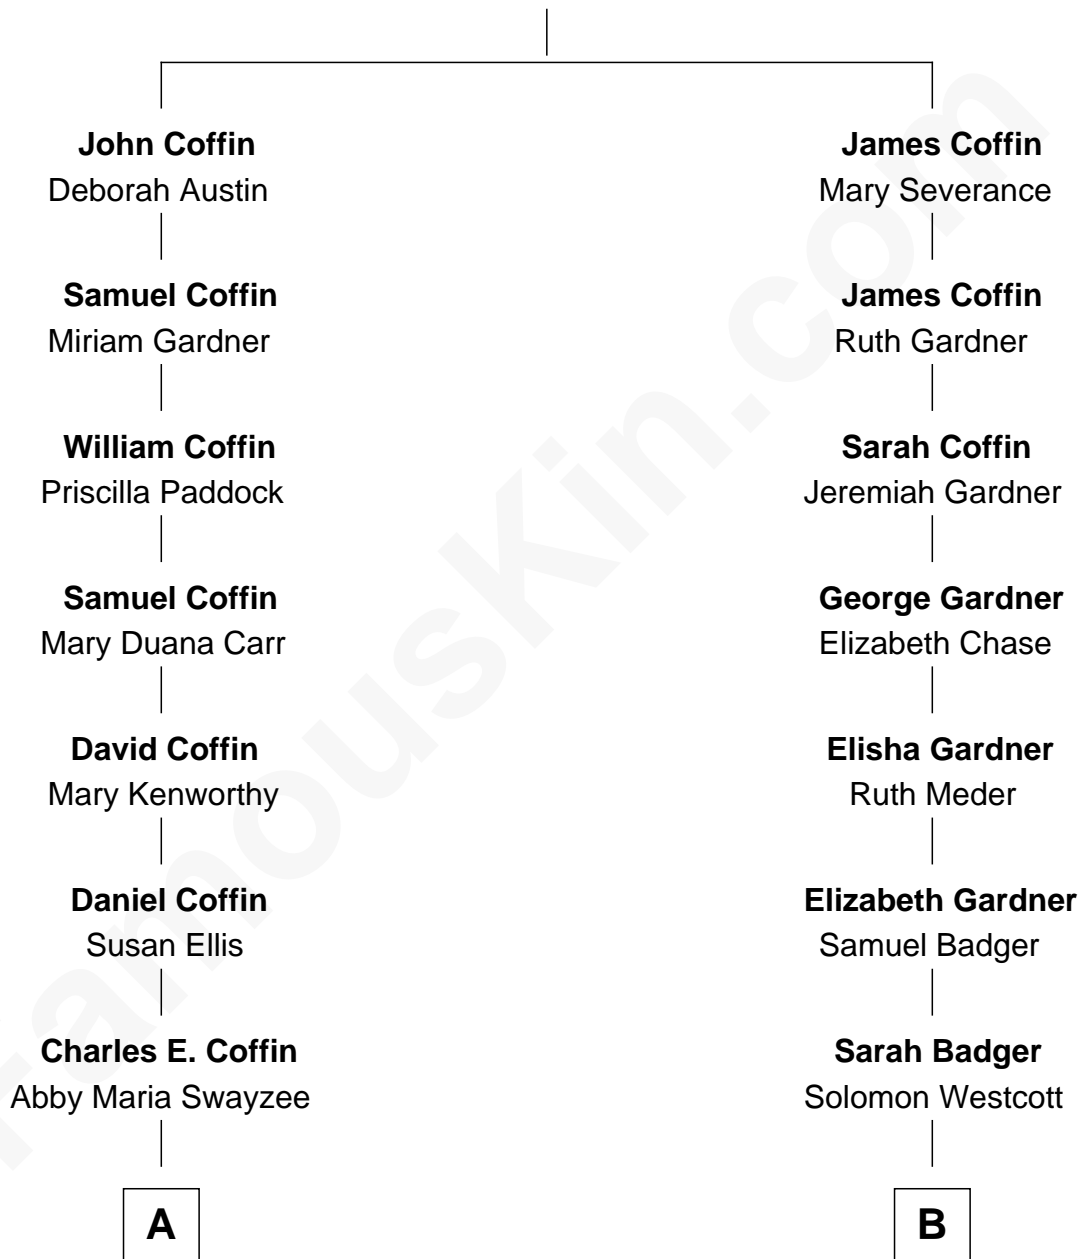 John Coffin
Deborah Austin
James Coffin
Mary Severance
Samuel Coffin
Miriam Gardner
James Coffin
Ruth Gardner
William Coffin
Priscilla Paddock
Sarah Coffin
Jeremiah Gardner
Samuel Coffin
Mary Duana Carr
George Gardner
Elizabeth Chase
David Coffin
Mary Kenworthy
Elisha Gardner
Ruth Meder
Daniel Coffin
Susan Ellis
Elizabeth Gardner
Samuel Badger
Charles E. Coffin
Abby Maria Swayzee
Sarah Badger
Solomon Westcott
A
B
FamousKin.com